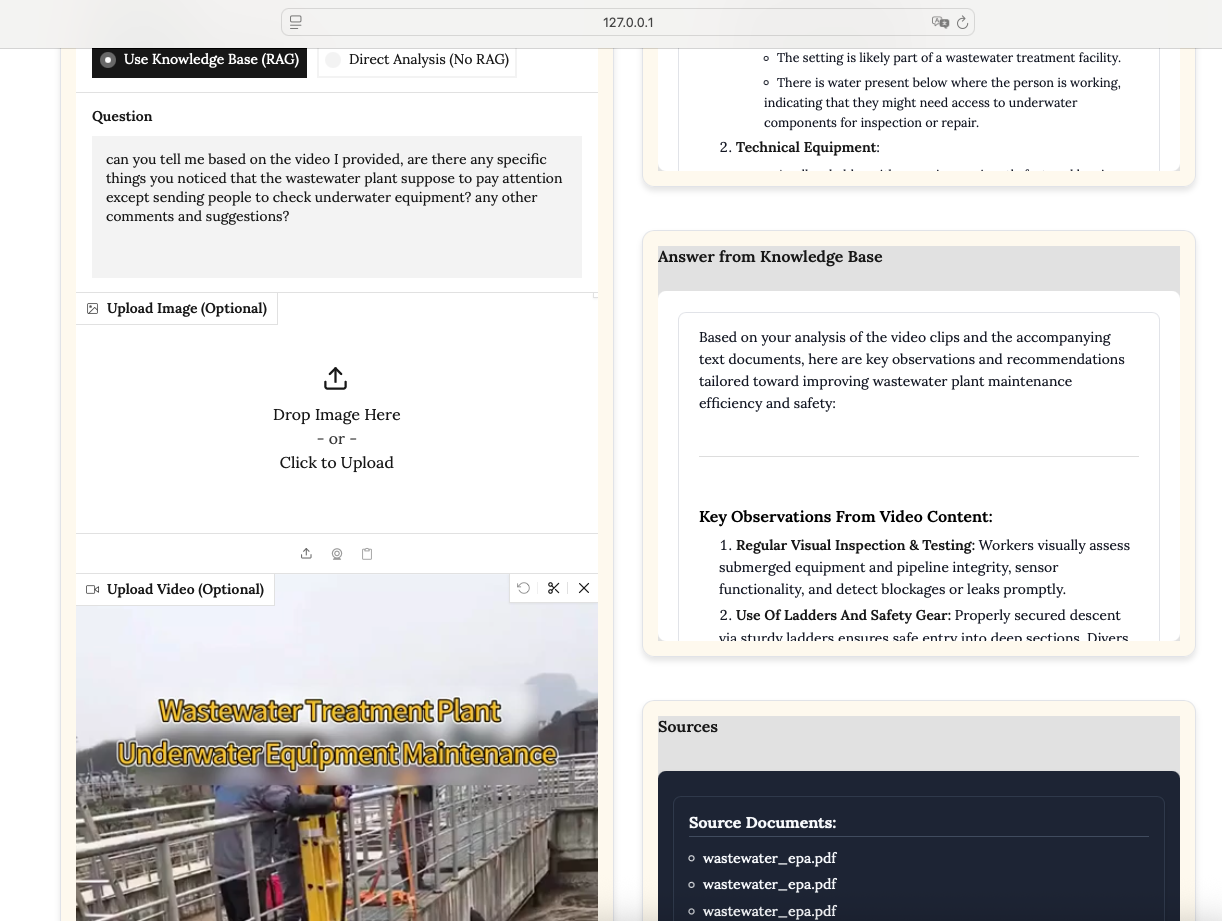 127.0.0.1
Use Knowledge Base (RAG)
Direct Analysis (No RAG)
Question
can you tell me based on the video I provided, are there any specific
things you noticed that the wastewater plant suppose to pay attention
except sending people to check underwater equipment? any other
comments and suggestions?
Upload Image (Optional)
Drop Image Here
- or -
Click to Upload
Upload Video (Optional)
Wastewater Treatment Plant
Underwater Equipment Maintenance
The setting is likely part of a wastewater treatment facility.
There is water present below where the person is working,
indicating that they might need access to underwater
components for inspection or repair.
2. Technical Equipment:
Answer from Knowledge Base
Based on your analysis of the video clips and the accompanying
text documents, here are key observations and recommendations
tailored toward improving wastewater plant maintenance
efficiency and safety:
Key Observations From Video Content:
1. Regular Visual Inspection & Testing: Workers visually assess
submerged equipment and pipeline integrity, sensor
functionality, and detect blockages or leaks promptly.
2. Use Of Ladders And Safety Gear: Properly secured descent
via sturdy ladders ensures safe entry into deep sections. Divers
Sources
Source Documents:
wastewater_epa.pdf
wastewater_epa.pdf
wastewater_epa.pdf